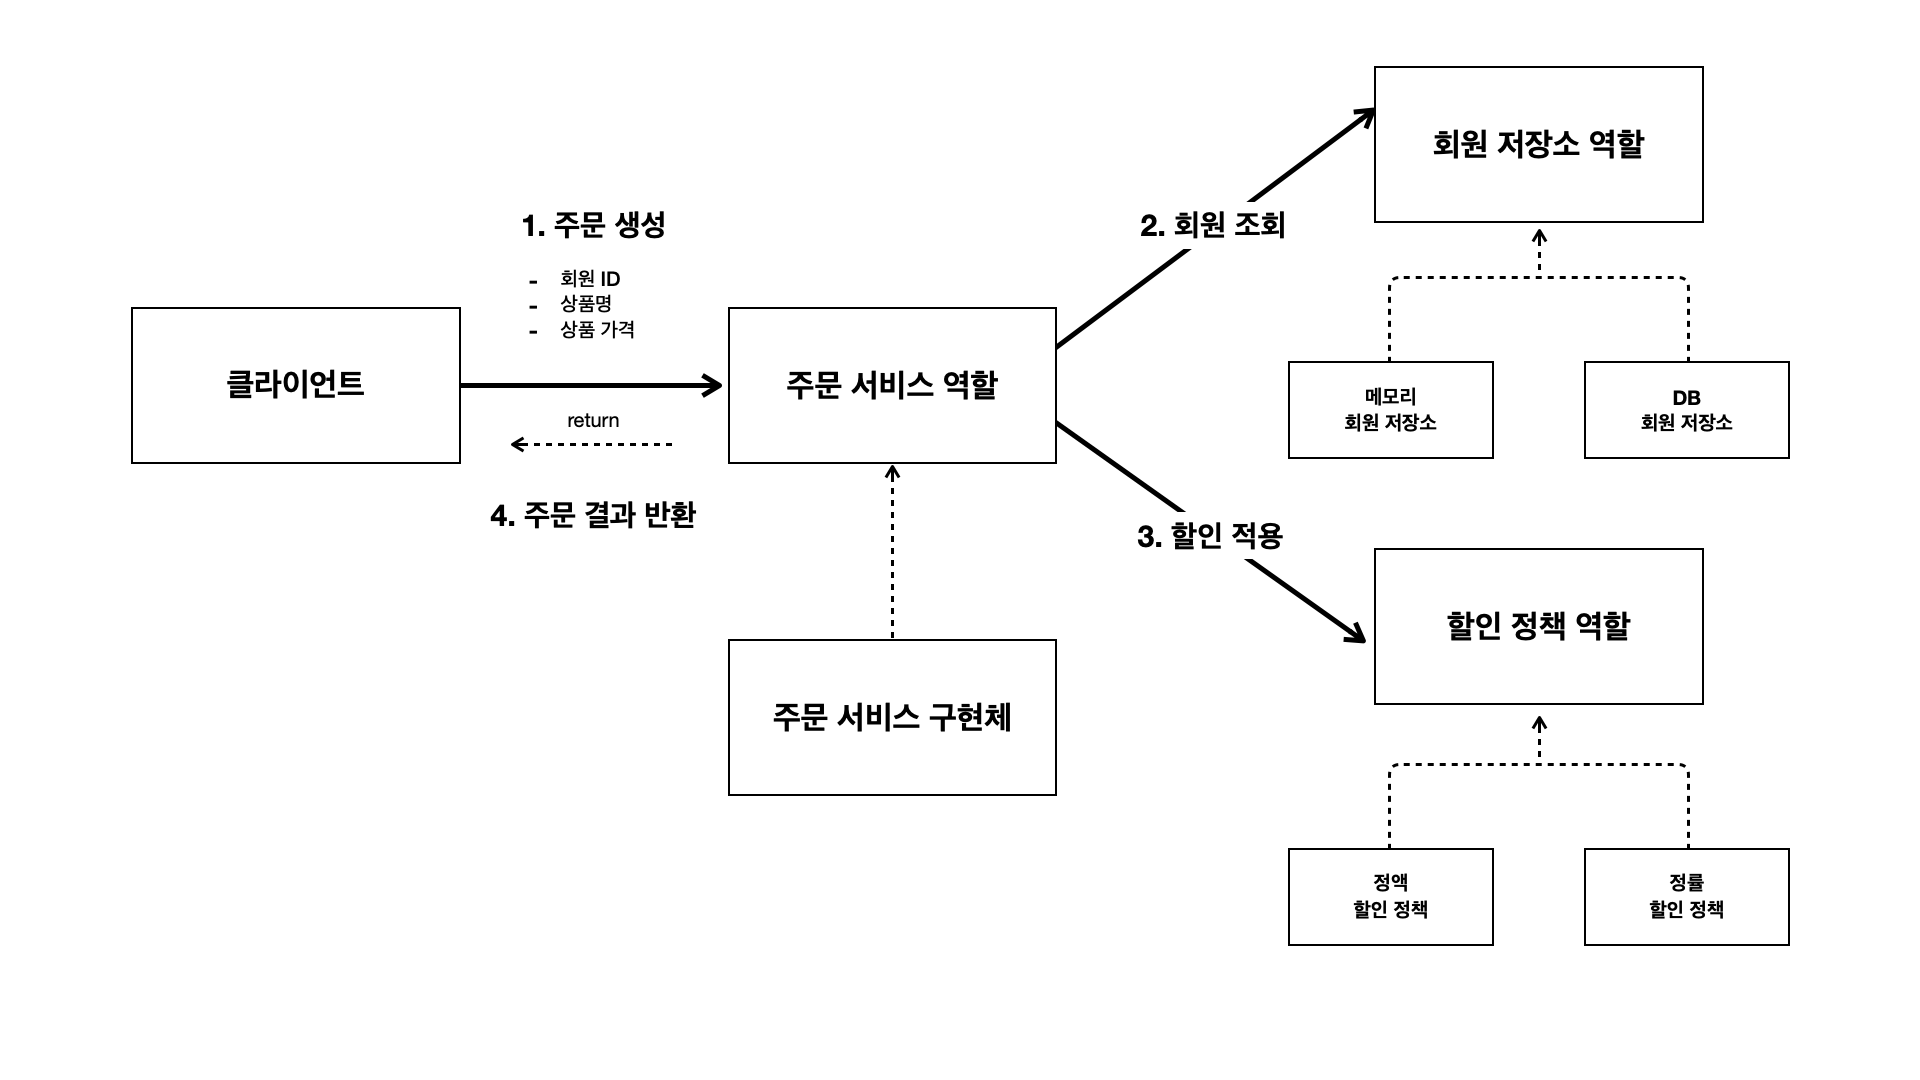 클라이언트
1. 주문 생성
- 회원 ID
- 상품명
- 상품 가격
return
4. 주문 결과 반환
주문 서비스 역할
주문 서비스 구현체
2. 회원 조회
회원 저장소 역할
메모리
회원 저장소
DB
회원 저장소
3. 할인 적용
할인 정책 역할
정액
할인 정책
정률
할인 정책